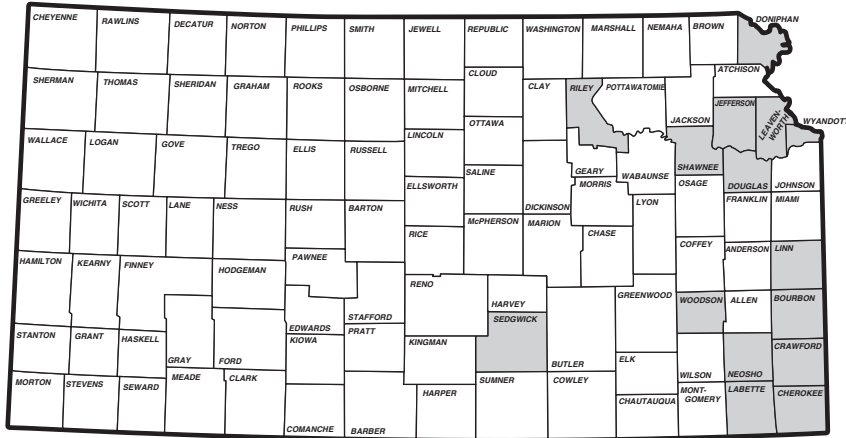 CHEYENNE
RAWLINS
DECATUR
NORTON
PHILLIPS
SMITH
JEWELL
REPUBLIC
WASHINGTON
MARSHALL
NEMAHA
BROWN
DONIPHAN
SHERMAN
THOMAS
SHERIDAN
GRAHAM
ROOKS
OSBORNE
MITCHELL
CLOUD
CLAY
RILEY
POTTAWATOMIE
JACKSON
ATCHISON
JEFFERSON
LEAVEN-
WORTH
WYANDOTT
WALLACE
LOGAN
GOVE
TREGO
ELLIS
RUSSELL
LINCOLN
OTTAWA
SALINE
DICKINSON
GEARY
MORRIS
WABAUNSE
SHAWNEE
OSAGE
DOUGLAS
JOHNSON
GREELEY
WICHITA
SCOTT
LANE
NESS
RUSH
BARTON
ELLSWORTH
RICE
McPHERSON
MARION
CHASE
LYON
COFFEY
FRANKLIN
MIAMI
ANDERSON
LINN
HAMILTON
KEARNY
FINNEY
HODGEMAN
PAWNEE
EDWARDS
STAFFORD
RENO
HARVEY
SEDGWICK
BUTLER
GREENWOOD
WOODSON
ALLEN
BOURBON
STANTON
GRANT
HASKELL
GRAY
FORD
KIOWA
PRATT
KINGMAN
ELK
WILSON
NEOSHO
CRAWFORD
MORTON
STEVENS
SEWARD
MEADE
CLARK
COMANCHE
BARBER
HARPER
SUMNER
COWLEY
CHAUTAUQUA
MONT-
GOMERY
LABETTE
CHEROKEE